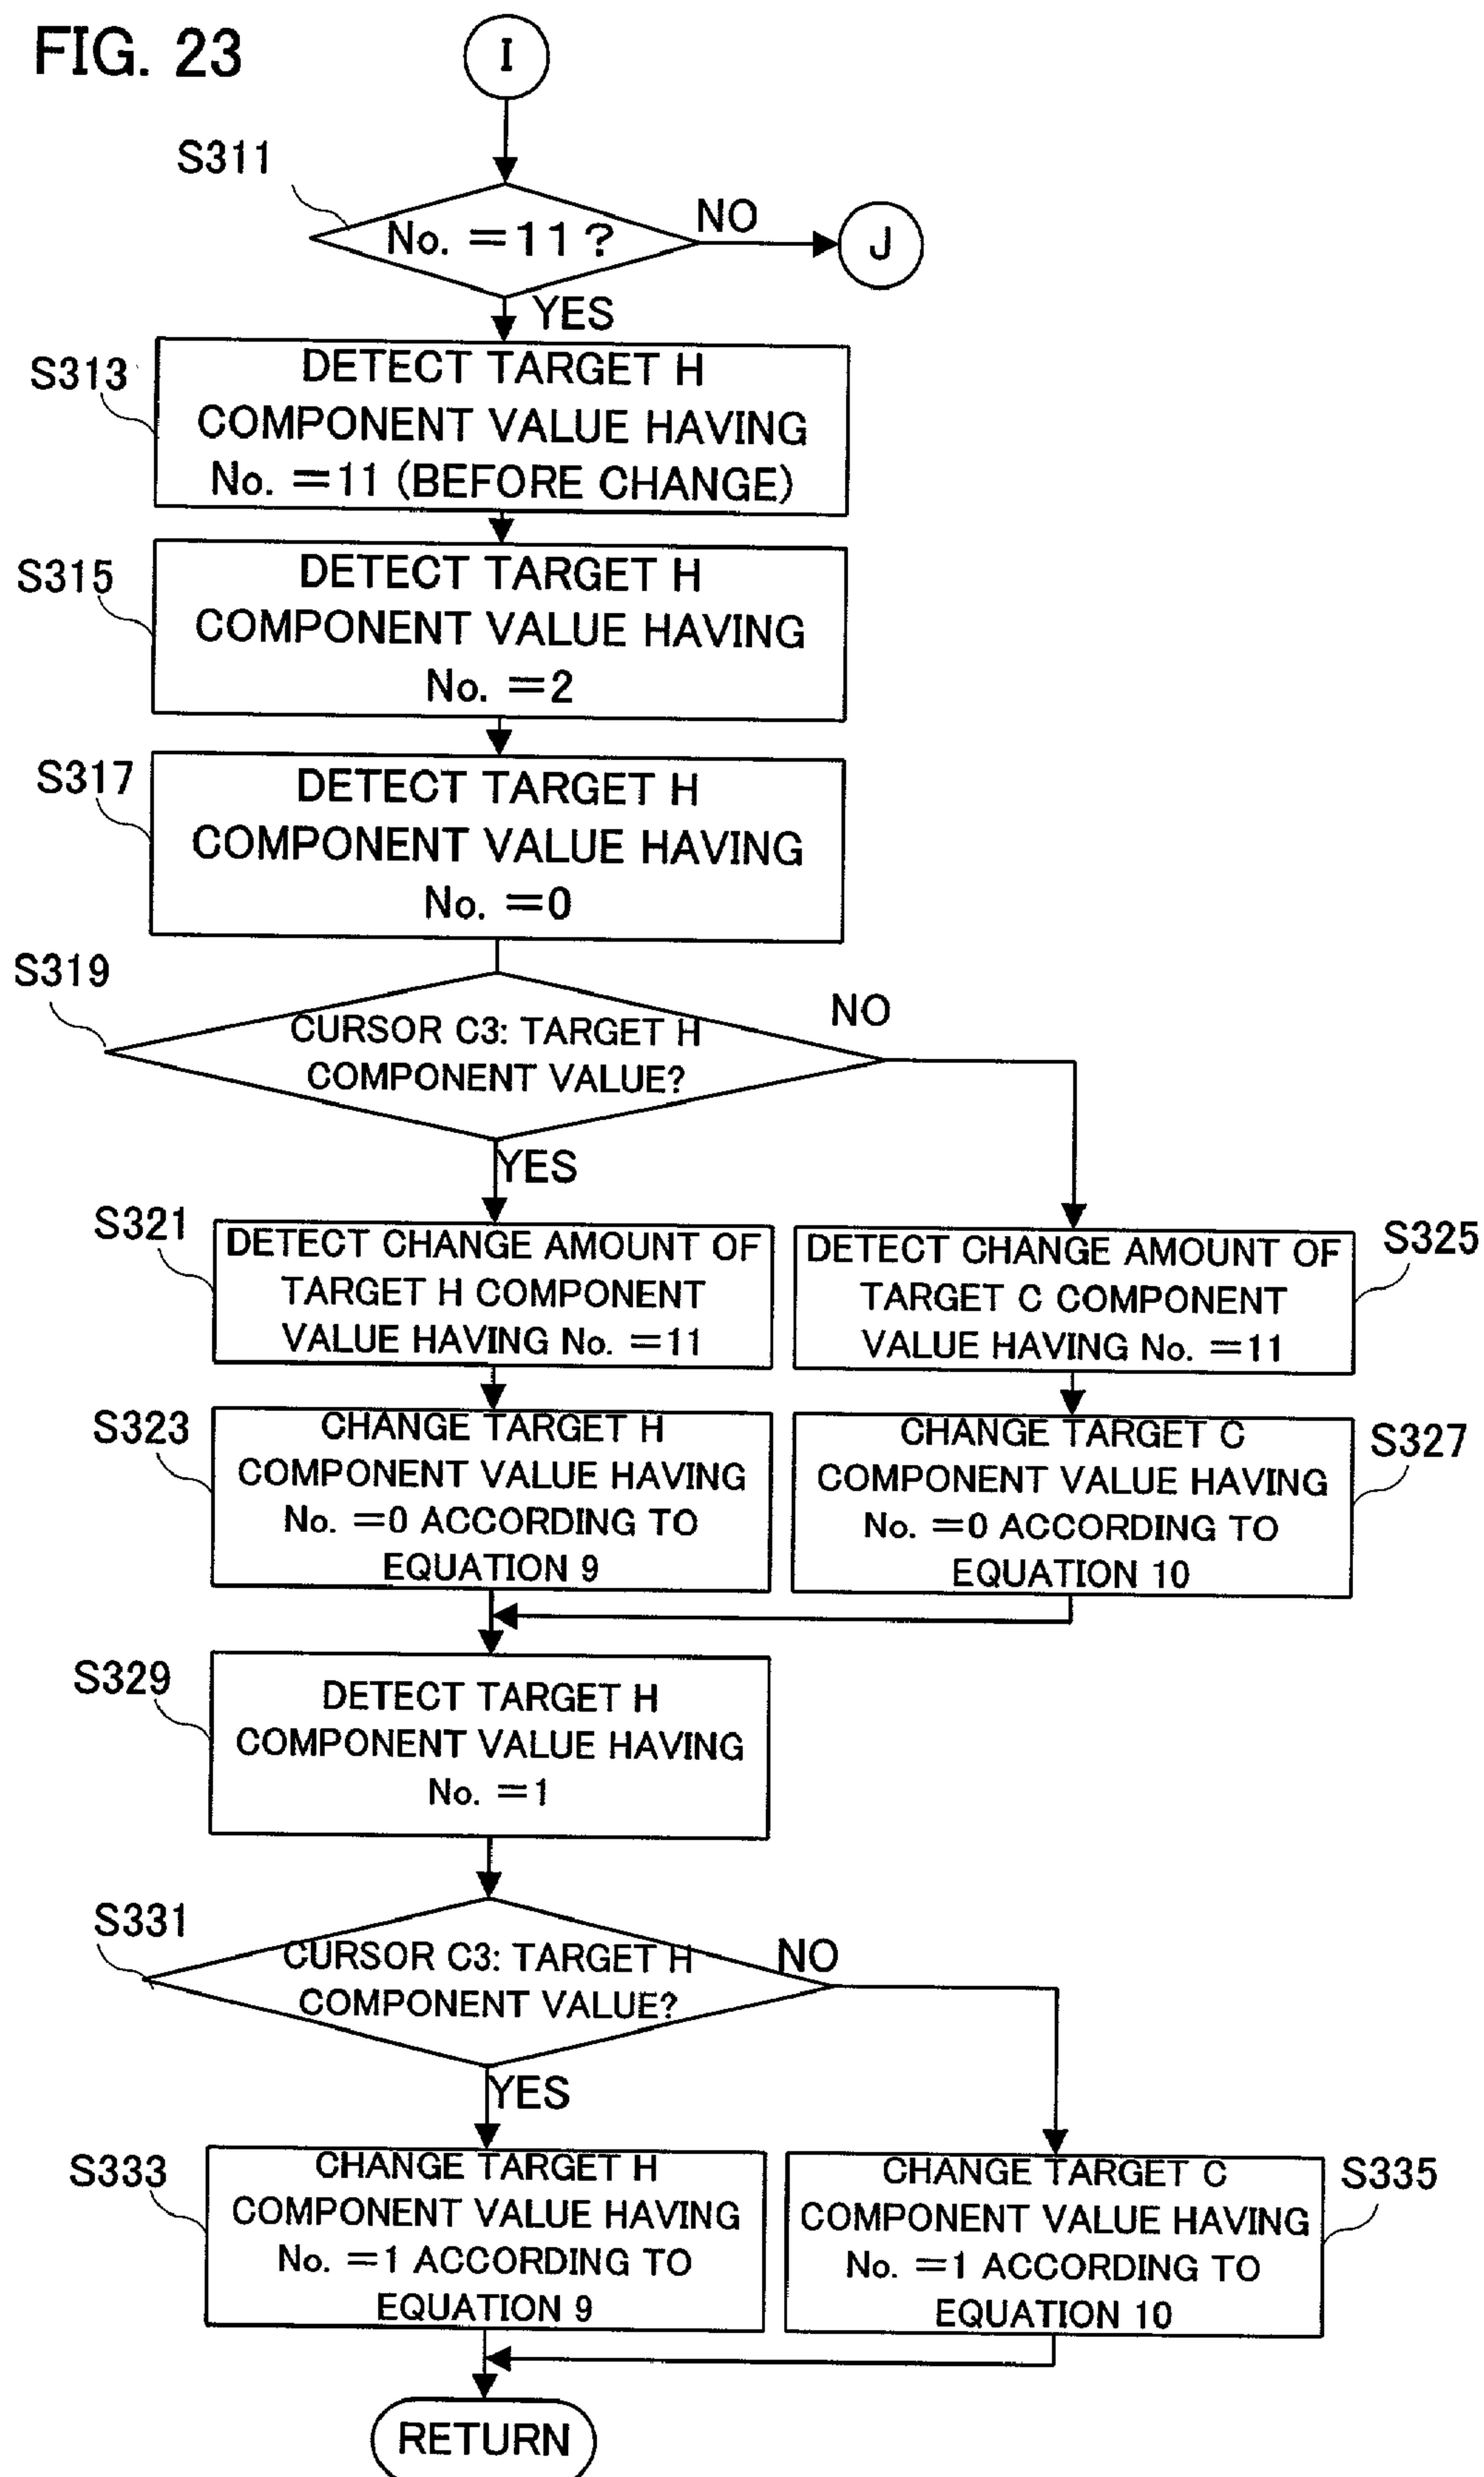 FIG. 23
I
S311
No. =11?
NO
J
YES
S313
DETECT TARGET H
COMPONENT VALUE HAVING
No. =11 (BEFORE CHANGE)
S315
DETECT TARGET H
COMPONENT VALUE HAVING
No. =2
S317
DETECT TARGET H
COMPONENT VALUE HAVING
No. =0
S319
CURSOR C3: TARGET H
COMPONENT VALUE?
NO
YES
S321
DETECT CHANGE AMOUNT OF
TARGET H COMPONENT
VALUE HAVING No. =11
DETECT CHANGE AMOUNT OF
TARGET C COMPONENT
VALUE HAVING No. =11
S325
S323
CHANGE TARGET H
COMPONENT VALUE HAVING
No. =0 ACCORDING TO
EQUATION 9
CHANGE TARGET C
COMPONENT VALUE HAVING
No. =0 ACCORDING TO
EQUATION 10
S327
S329
DETECT TARGET H
COMPONENT VALUE HAVING
No. =1
S331
CURSOR C3: TARGET H
COMPONENT VALUE?
NO
YES
S333
CHANGE TARGET H
COMPONENT VALUE HAVING
No. =1 ACCORDING TO
EQUATION 9
CHANGE TARGET C
COMPONENT VALUE HAVING
No. =1 ACCORDING TO
EQUATION 10
S335
RETURN